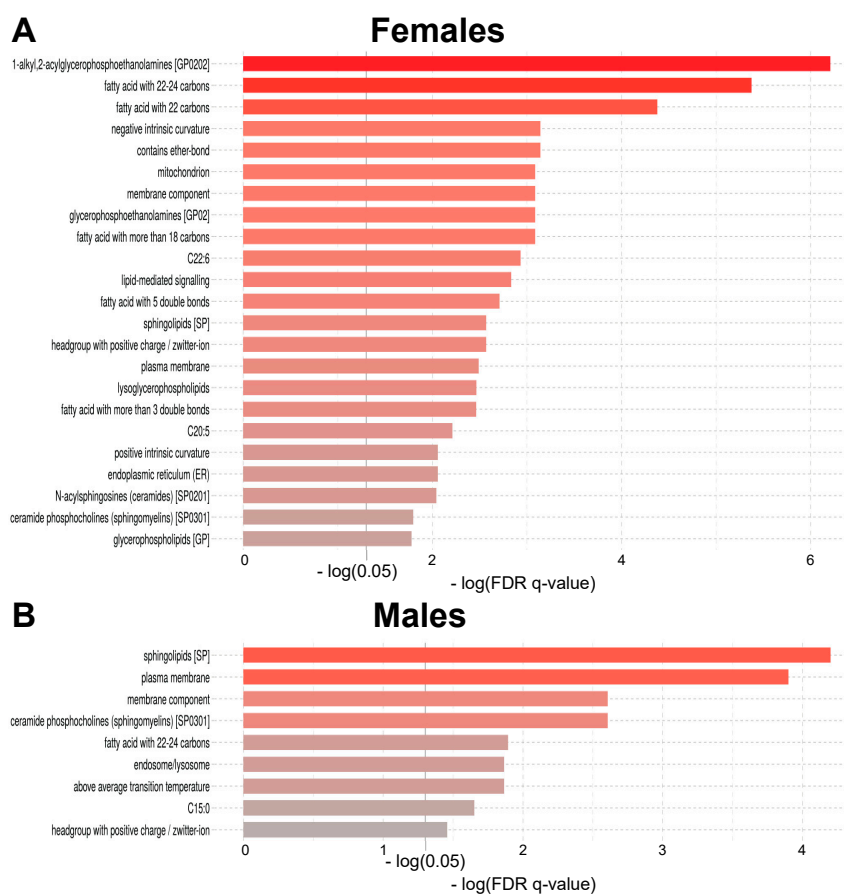 A
Females
1-alkyl,2-acylglycerophosphoethanolamines [GP0202]
fatty acid with 22-24 carbons
fatty acid with 22 carbons
negative intrinsic curvature
contains ether-bond
mitochondrion
membrane component
glycerophosphoethanolamines [GP02]
fatty acid with more than 18 carbons
C22:6
lipid-mediated signalling
fatty acid with 5 double bonds
sphingolipids [SP]
headgroup with positive charge / zwitter-ion
plasma membrane
lysoglycerophospholipids
fatty acid with more than 3 double bonds
C20:5
positive intrinsic curvature
endoplasmic reticulum (ER)
N-acylsphingosines (ceramides) [SP0201]
ceramide phosphocholines (sphingomyelins) [SP0301]
glycerophospholipids [GP]
0 2 4 6
- log(0.05)
- log(FDR q-value)
B
Males
sphingolipids [SP]
plasma membrane
membrane component
ceramide phosphocholines (sphingomyelins) [SP0301]
fatty acid with 22-24 carbons
endosome/lysosome
above average transition temperature
C15:0
headgroup with positive charge / zwitter-ion
0 1 2 3 4
- log(0.05)
- log(FDR q-value)